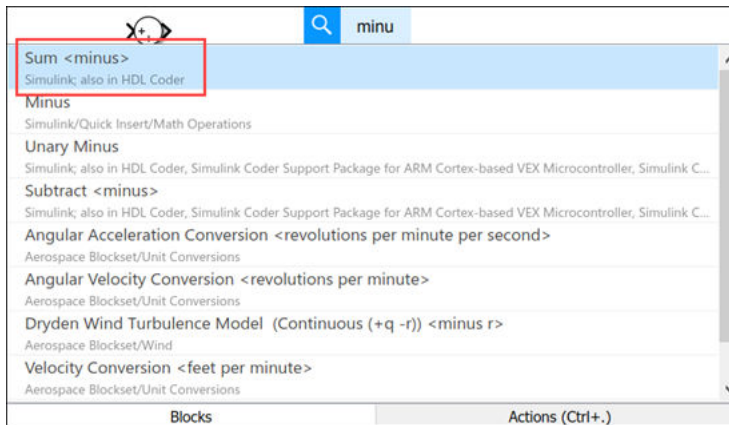 minu
Sum <minus>
Simulink; also in HDL Coder
Minus
Simulink/Quick Insert/Math Operations
Unary Minus
Simulink; also in HDL Coder, Simulink Coder Support Package for ARM Cortex-based VEX Microcontroller, Simulink C...
Subtract <minus>
Simulink; also in HDL Coder, Simulink Coder Support Package for ARM Cortex-based VEX Microcontroller, Simulink C...
Angular Acceleration Conversion <revolutions per minute per second>
Aerospace Blockset/Unit Conversions
Angular Velocity Conversion <revolutions per minute>
Aerospace Blockset/Unit Conversions
Dryden Wind Turbulence Model (Continuous (+q -r)) <minus r>
Aerospace Blockset/Wind
Velocity Conversion <feet per minute>
Aerospace Blockset/Unit Conversions
Blocks Actions (Ctrl+.)